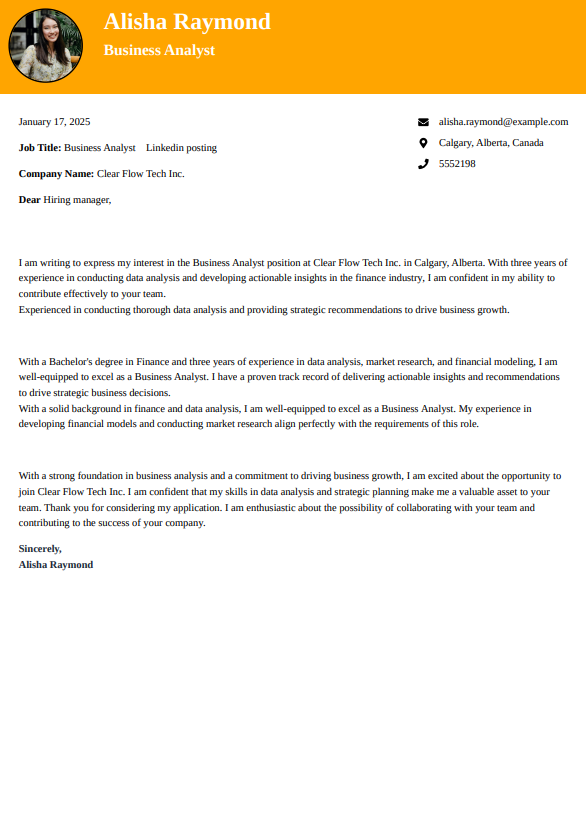 Alisha Raymond
Business Analyst
January 17, 2025
Job Title: Business Analyst Linkedin posting
Company Name: Clear Flow Tech Inc.
Dear Hiring manager,
alisha.raymond@example.com
Calgary, Alberta, Canada
5552198
I am writing to express my interest in the Business Analyst position at Clear Flow Tech Inc. in Calgary, Alberta. With three years of
experience in conducting data analysis and developing actionable insights in the finance industry, I am confident in my ability to
contribute effectively to your team.
Experienced in conducting thorough data analysis and providing strategic recommendations to drive business growth.
With a Bachelor's degree in Finance and three years of experience in data analysis, market research, and financial modeling, I am
well-equipped to excel as a Business Analyst. I have a proven track record of delivering actionable insights and recommendations
to drive strategic business decisions.
With a solid background in finance and data analysis, I am well-equipped to excel as a Business Analyst. My experience in
developing financial models and conducting market research align perfectly with the requirements of this role.
With a strong foundation in business analysis and a commitment to driving business growth, I am excited about the opportunity to
join Clear Flow Tech Inc. I am confident that my skills in data analysis and strategic planning make me a valuable asset to your
team. Thank you for considering my application. I am enthusiastic about the possibility of collaborating with your team and
contributing to the success of your company.
Sincerely,
Alisha Raymond